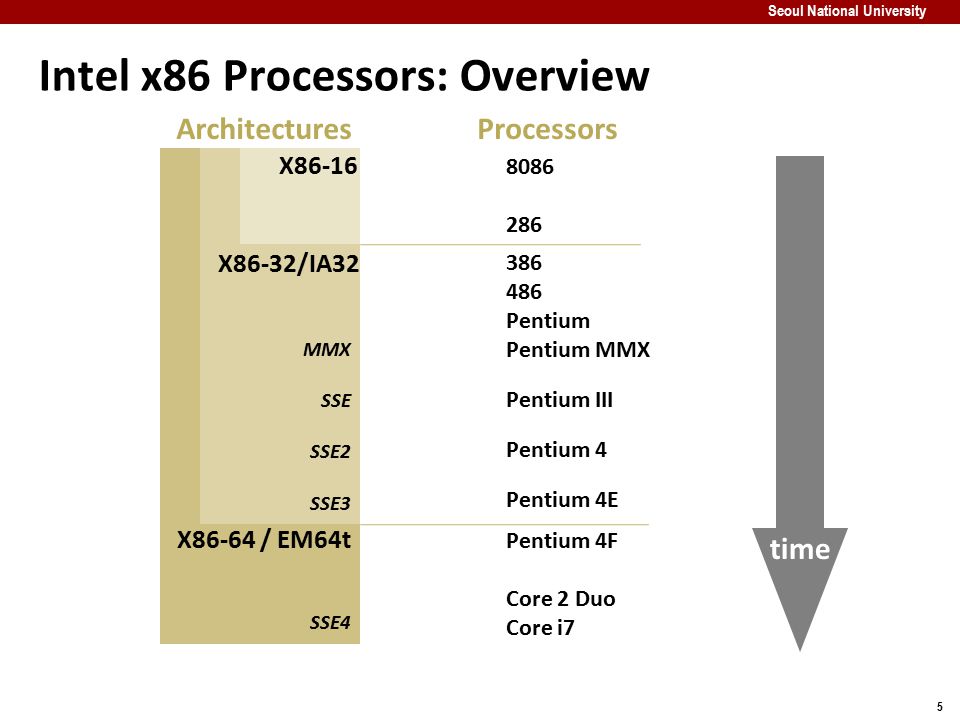 Seoul National University
Intel x86 Processors: Overview
Architectures Processors
X86-16 8086
286
X86-32/IA32 386
486
Pentium
MMX Pentium MMX
SSE Pentium III
SSE2 Pentium 4
SSE3 Pentium 4E
X86-64 / EM64t Pentium 4F
time
Core 2 Duo
SSE4 Core i7
5